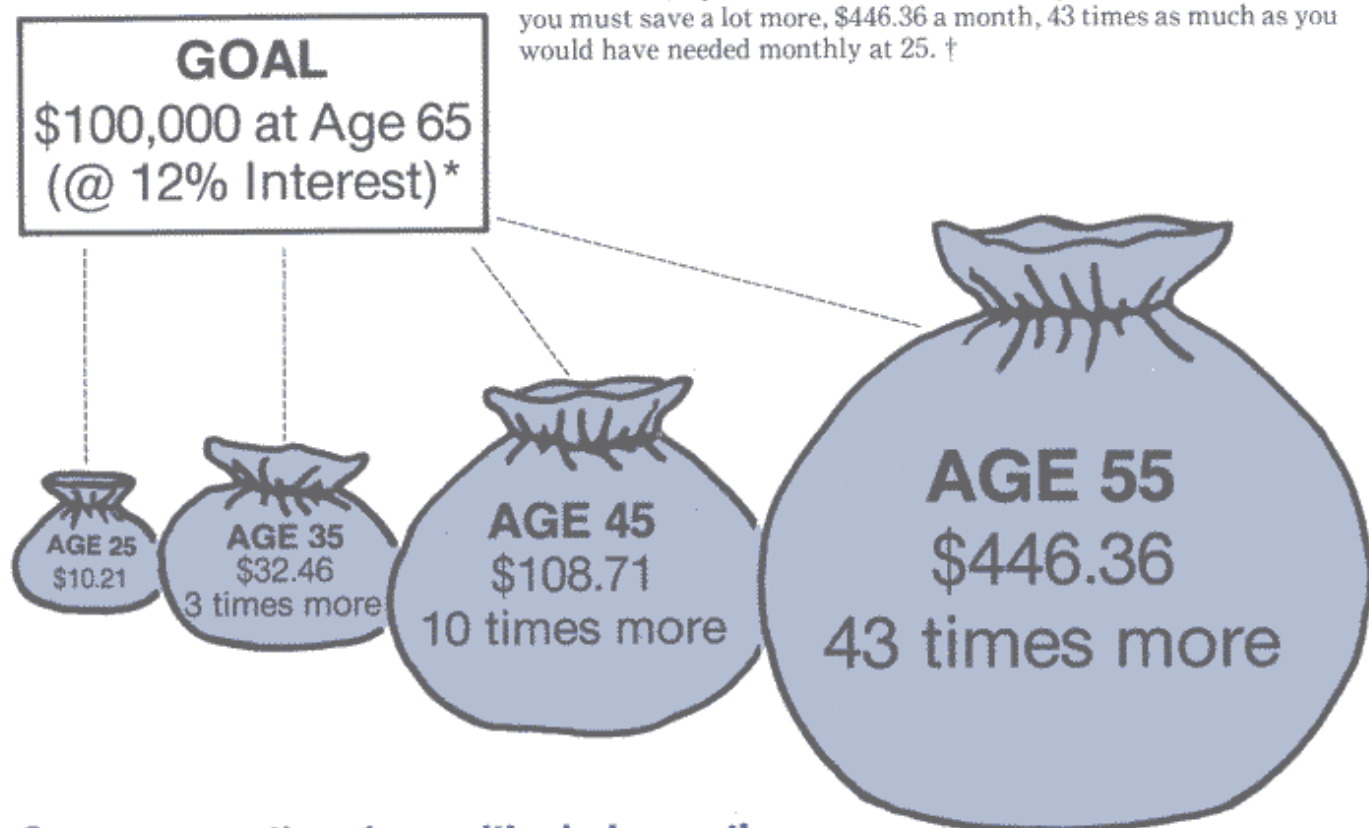 you must save a lot more, $446.36 a month, 43 times as much as you
would have needed monthly at 25. †
GOAL
$100,000 at Age 65
(@ 12% Interest)*
AGE 25
$10.21
AGE 35
$32.46
3 times more
AGE 45
$108.71
10 times more
AGE 55
$446.36
43 times more